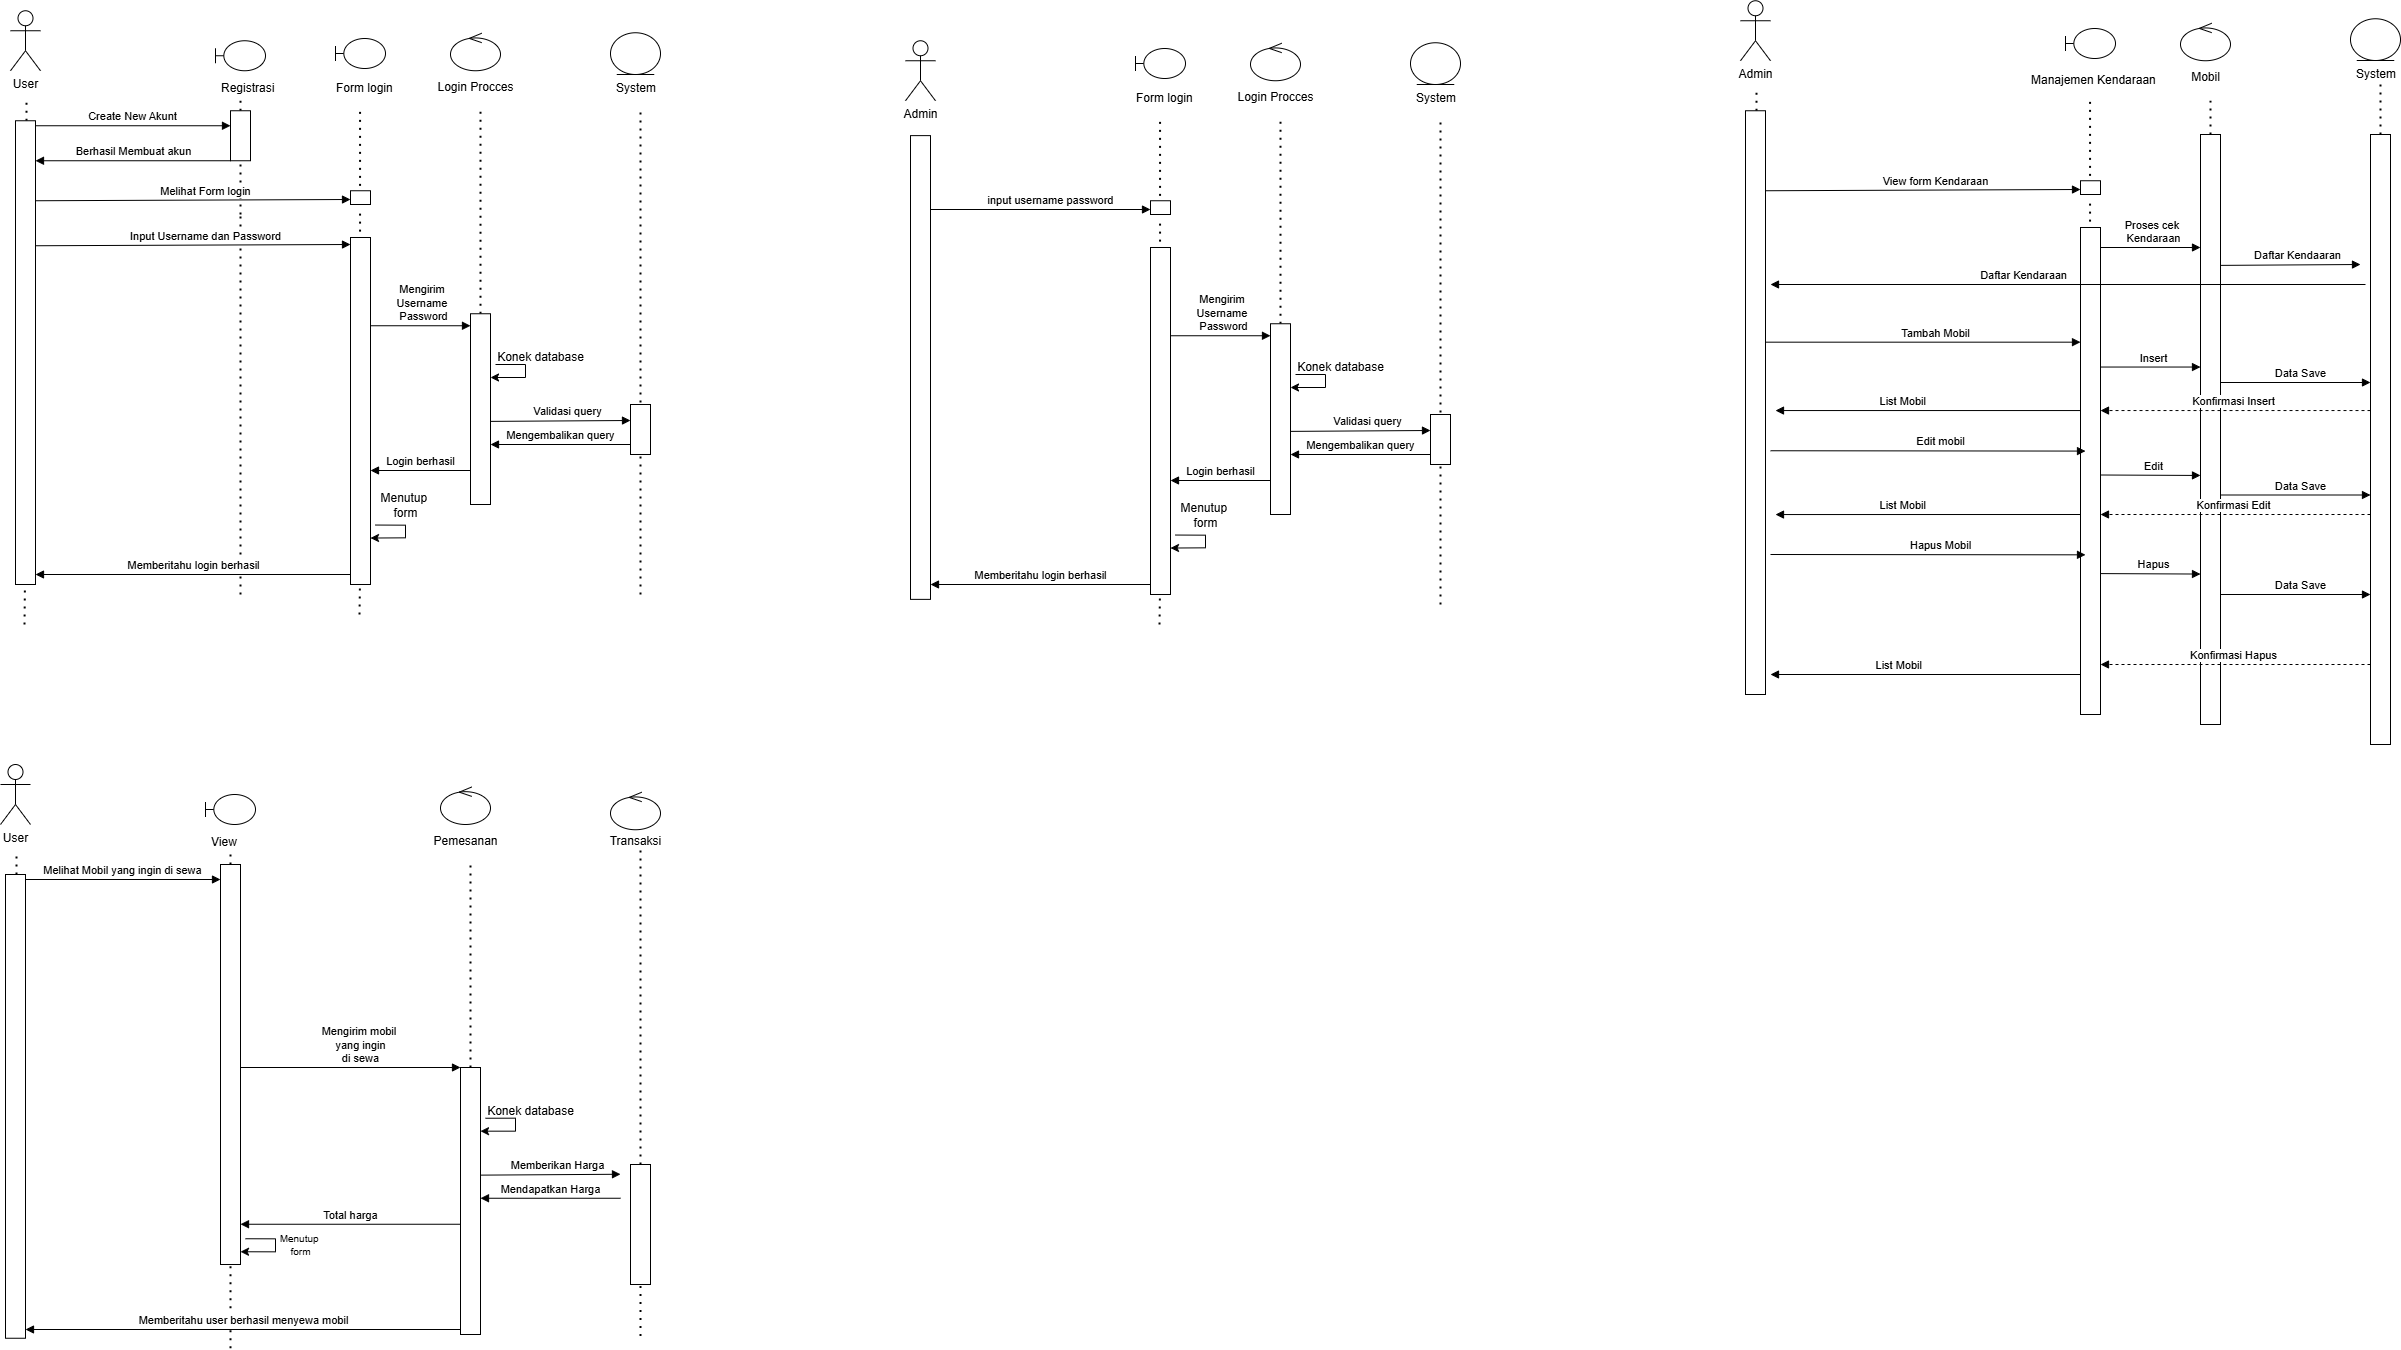 User
Registrasi
Form login
Login Procces
System
Create New Akunt
Berhasil Membuat akun
Melihat Form login
Input Username dan Password
Mengirim
Username
Password
Konek database
Validasi query
Mengembalikan query
Login berhasil
Menutup
form
Memberitahu login berhasil
Admin
Form login
Login Procces
System
input username password
Mengirim
Username
Password
Konek database
Validasi query
Mengembalikan query
Login berhasil
Menutup
form
Memberitahu login berhasil
Admin
Manajemen Kendaraan
Mobil
System
View form Kendaraan
Proses cek
Kendaraan
Daftar Kendaaran
Daftar Kendaraan
Tambah Mobil
Insert
Data Save
List Mobil
Konfirmasi Insert
Edit mobil
Edit
Data Save
List Mobil
Konfirmasi Edit
Hapus Mobil
Hapus
Data Save
Konfirmasi Hapus
List Mobil
User
View
Pemesanan
Transaksi
Melihat Mobil yang ingin di sewa
Mengirim mobil
yang ingin
di sewa
Konek database
Memberikan Harga
Mendapatkan Harga
Total harga
Menutup
form
Memberitahu user berhasil menyewa mobil